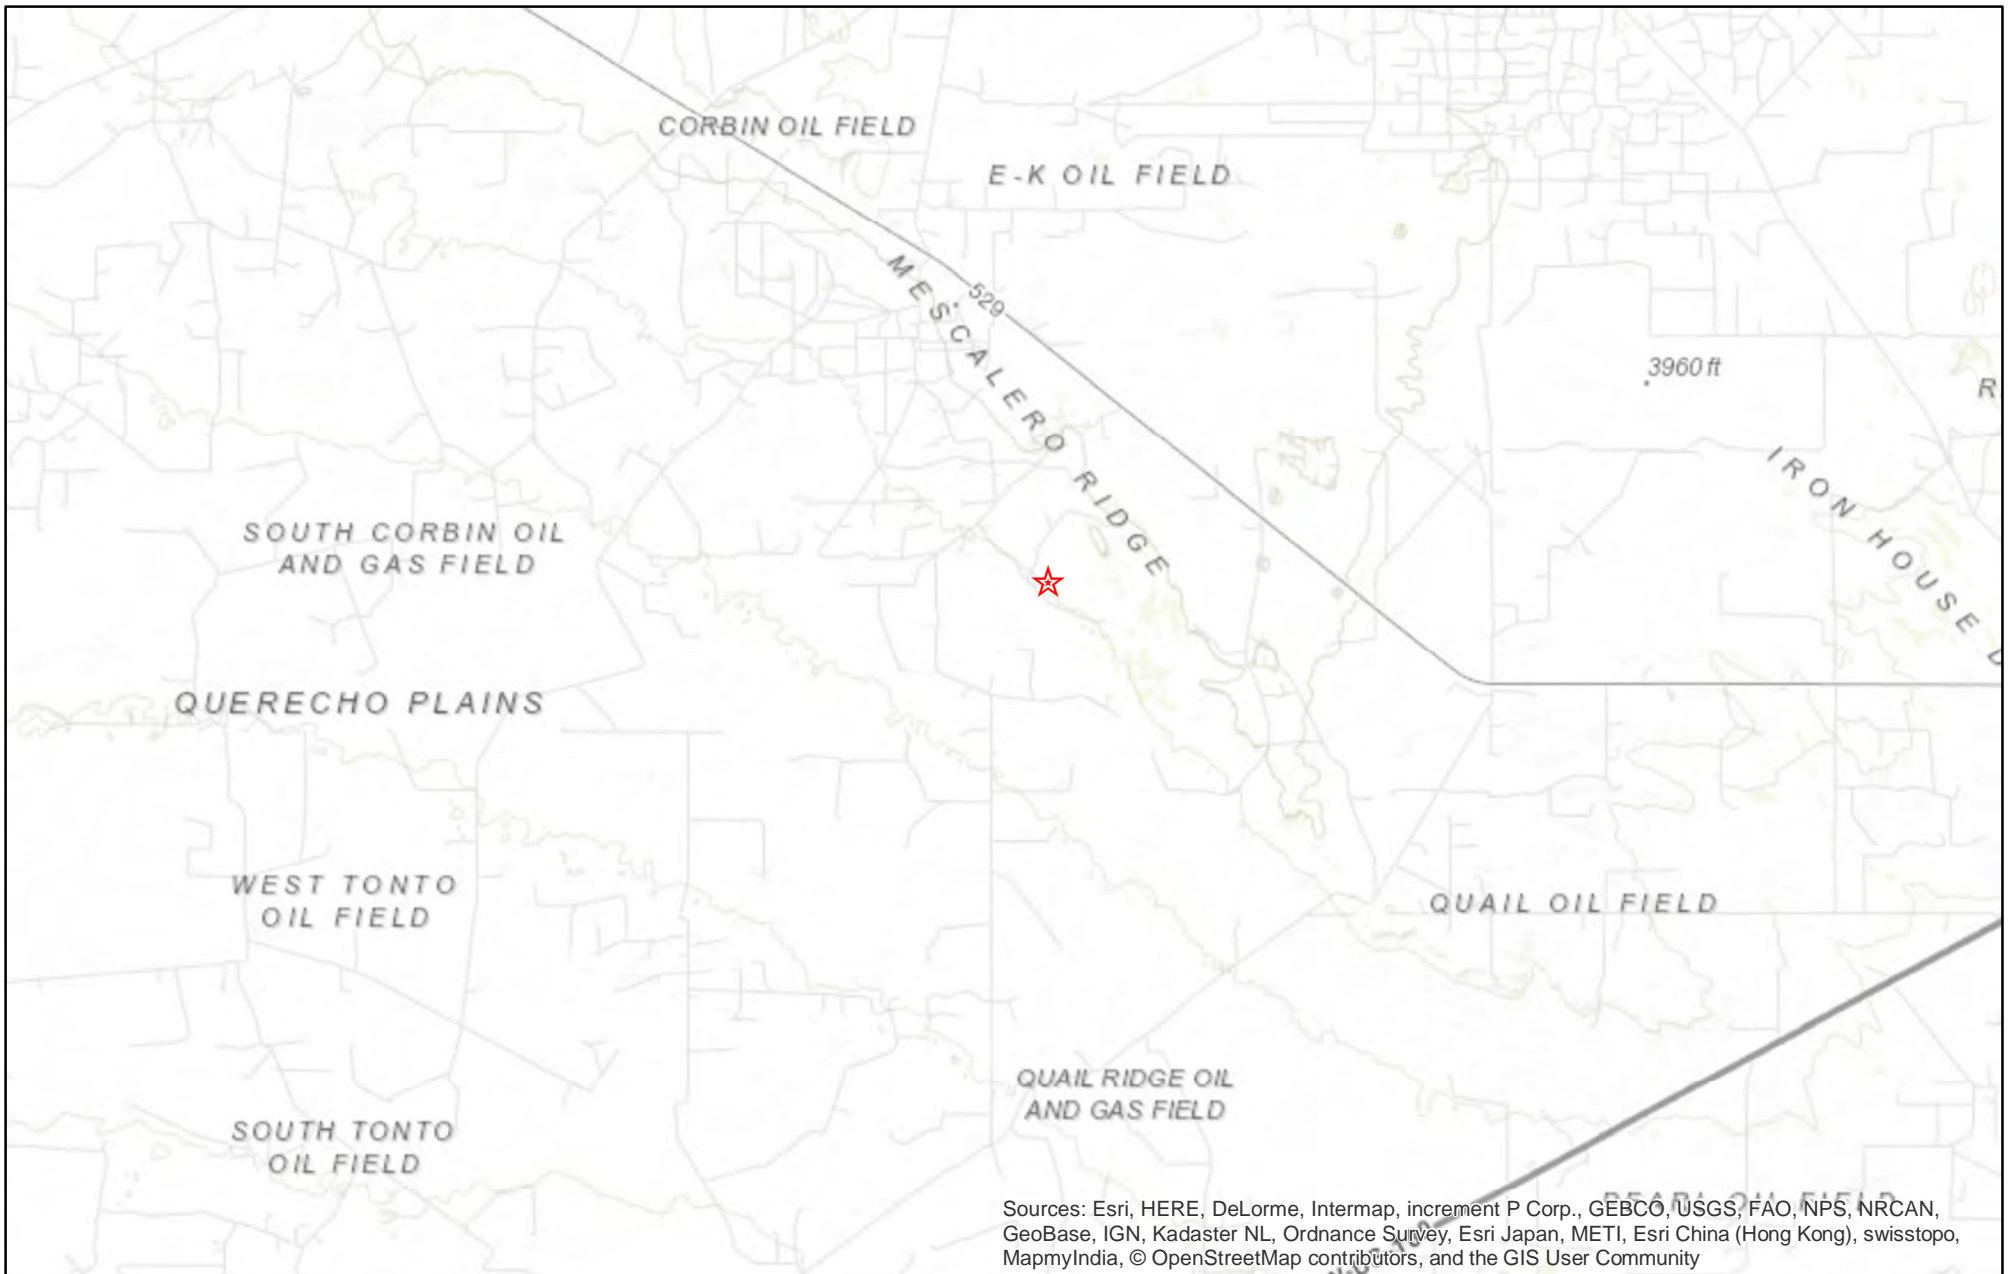 CORBIN OIL FIELD
E-K OIL FIELD
MESCALERO RIDGE
529
3960 ft
R
IRON HOUSE D
SOUTH CORBIN OIL
AND GAS FIELD
QUERECHO PLAINS
WEST TONTO
OIL FIELD
QUAIL OIL FIELD
QUAIL RIDGE OIL
AND GAS FIELD
SOUTH TONTO
OIL FIELD
PEARL OIL FIELD
Sources: Esri, HERE, DeLorme, Intermap, increment P Corp., GEBCO, USGS, FAO, NPS, NRCAN,
GeoBase, IGN, Kadaster NL, Ordnance Survey, Esri Japan, METI, Esri China (Hong Kong), swisstopo,
MapmyIndia, © OpenStreetMap contributors, and the GIS User Community